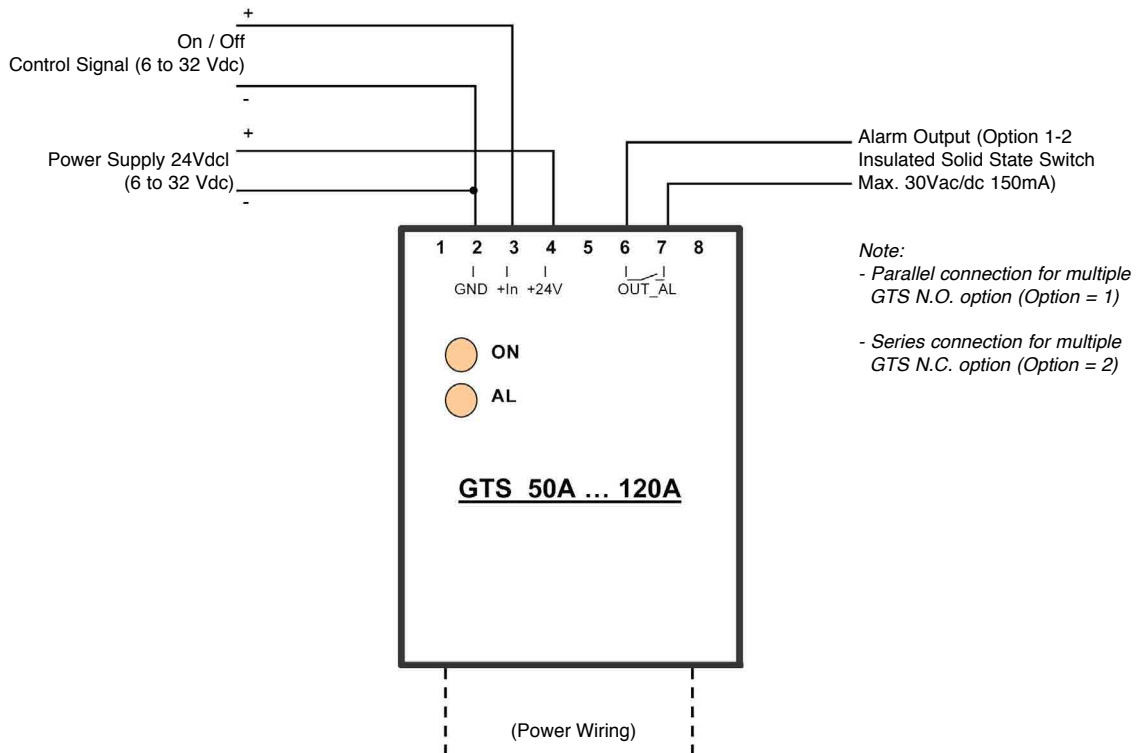 +
On / Off
Control Signal (6 to 32 Vdc)
-
+
Power Supply 24Vdcl
(6 to 32 Vdc)
-
Alarm Output (Option 1-2
Insulated Solid State Switch
Max. 30Vac/dc 150mA)
Note:
- Parallel connection for multiple
GTS N.O. option (Option = 1)
- Series connection for multiple
GTS N.C. option (Option = 2)
1 2 3 4 5 6 7 8
GND +In +24V OUT_AL
ON
AL
GTS 50A ... 120A
(Power Wiring)